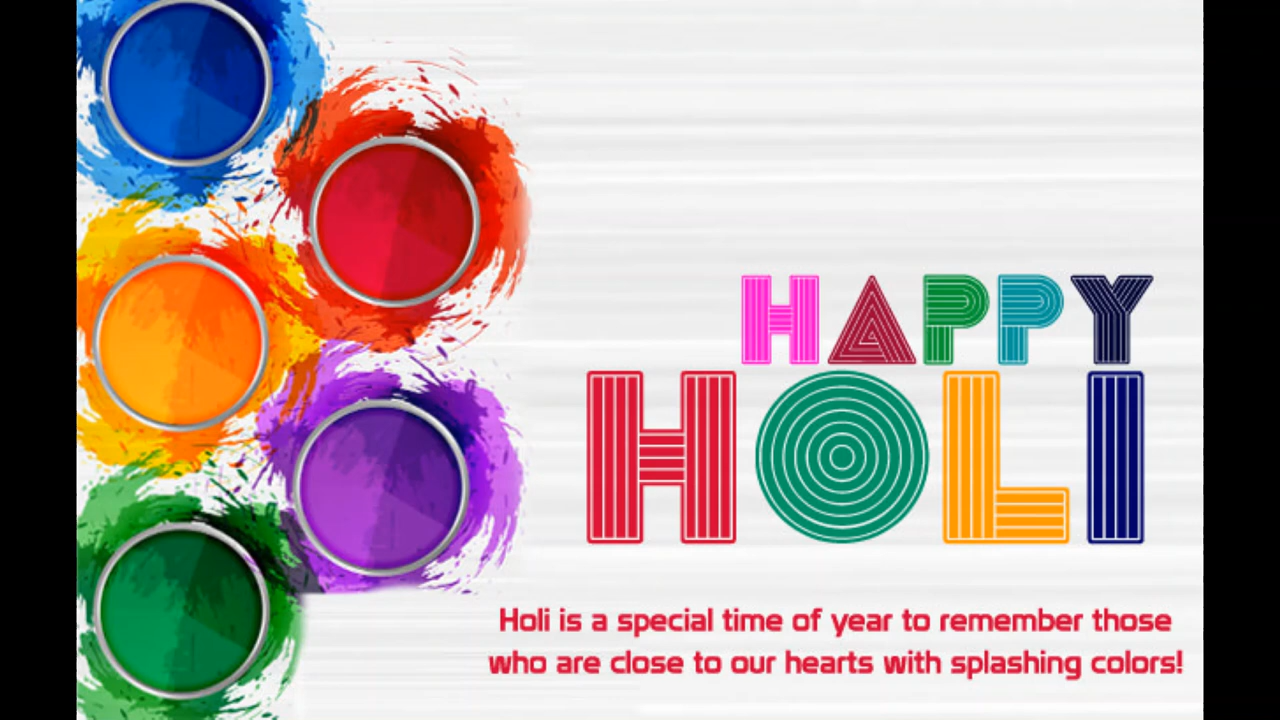 HAPPY
HOLI
Holi is a special time of year to remember those
who are close to our hearts with splashing colors!